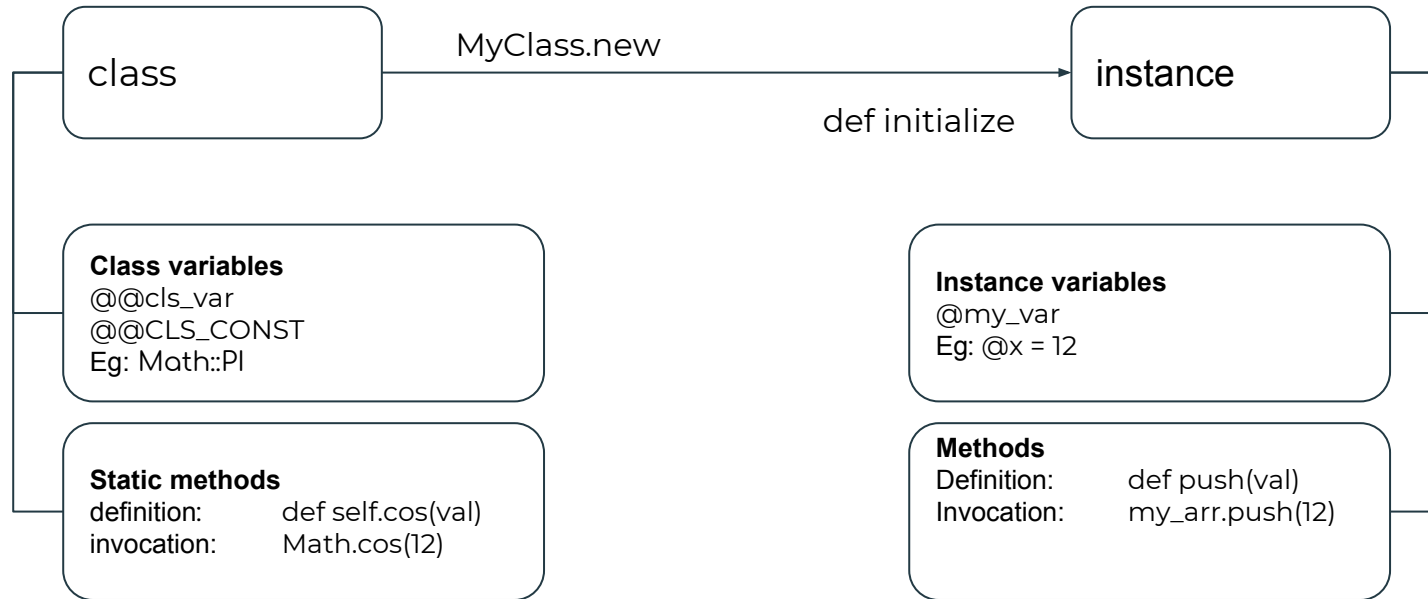 class
MyClass.new
def initialize
instance
Class variables
@@cls_var
@@CLS_CONST
Eg: Math::PI
Static methods
definition: def self.cos(val)
invocation: Math.cos(12)
Instance variables
@my_var
Eg: @x = 12
Methods
Definition: def push(val)
Invocation: my_arr.push(12)